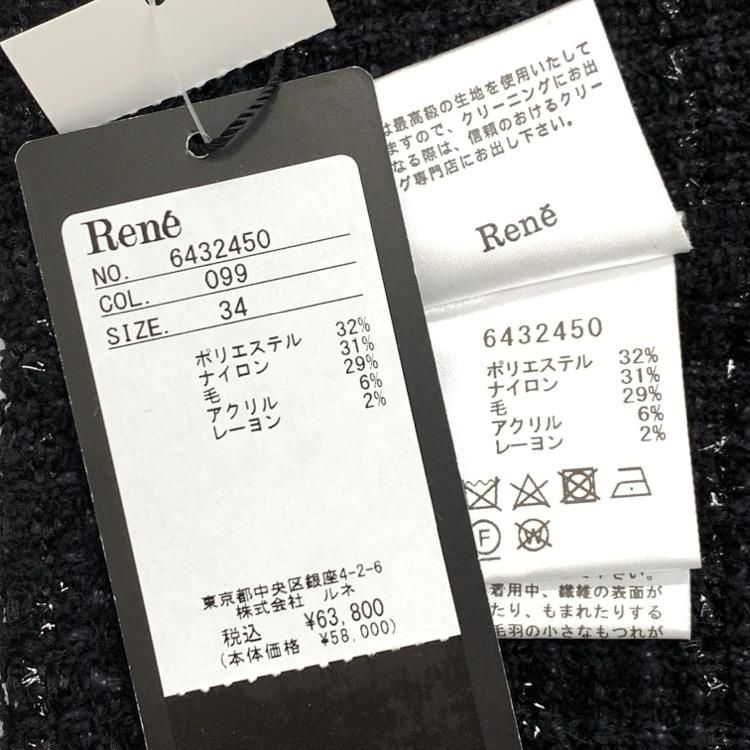 René
NO. 6432450
COL. 099
SIZE. 34
ポリエステル 32%
ナイロン 31%
毛 29%
アクリル 6%
レーヨン 2%
東京都中央区銀座4-2-6
株式会社 ルネ
税込 ¥63,800
(本体価格 ¥58,000)
は最高級の生地を使用いたして
ますので、クリーニングにお出
なる際は、信頼のおけるクリー
グ専門店にお出し下さい。
René
6432450
ポリエステル 32%
ナイロン 31%
毛 29%
アクリル 6%
レーヨン 2%
F W
下さい。
着用中、繊維の表面が
たり、もまれたりする
毛羽の小さなもつれが